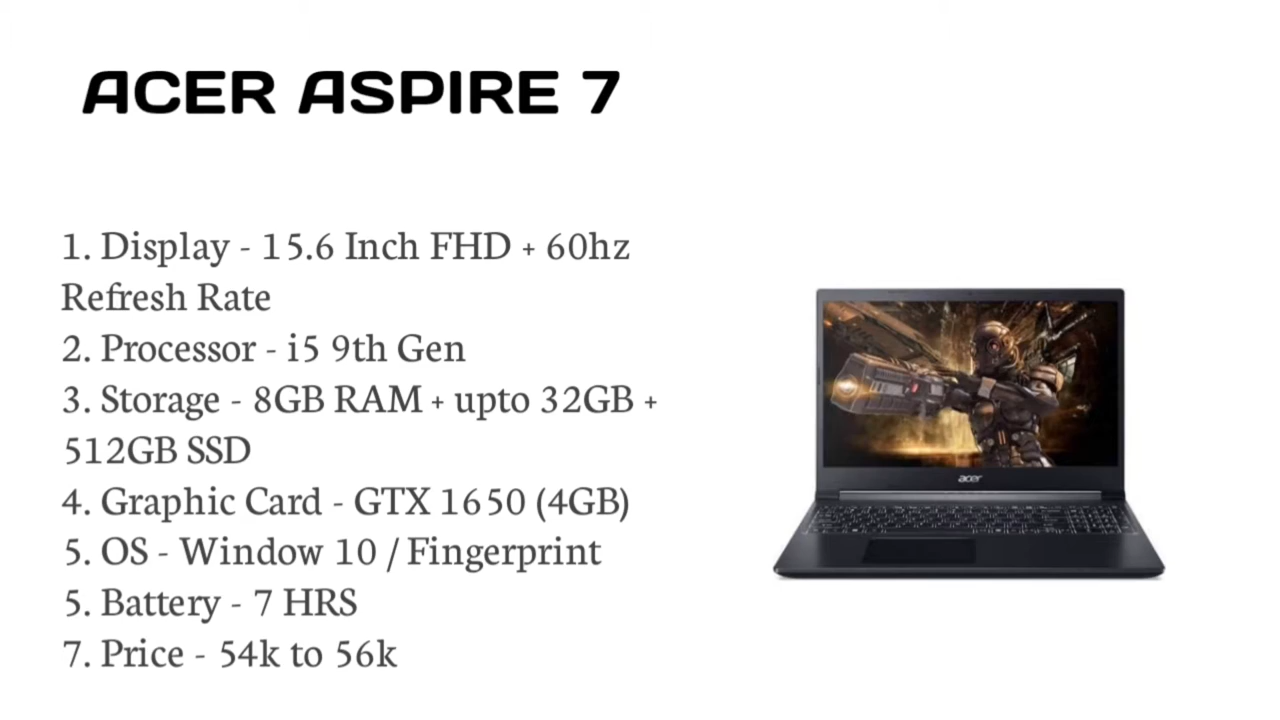 ACER ASPIRE 7
1. Display - 15.6 Inch FHD + 60hz
Refresh Rate
2. Processor - i5 9th Gen
3. Storage - 8GB RAM + upto 32GB +
512GB SSD
4. Graphic Card - GTX 1650 (4GB)
5. OS - Window 10 / Fingerprint
5. Battery - 7 HRS
7. Price - 54k to 56k
acer